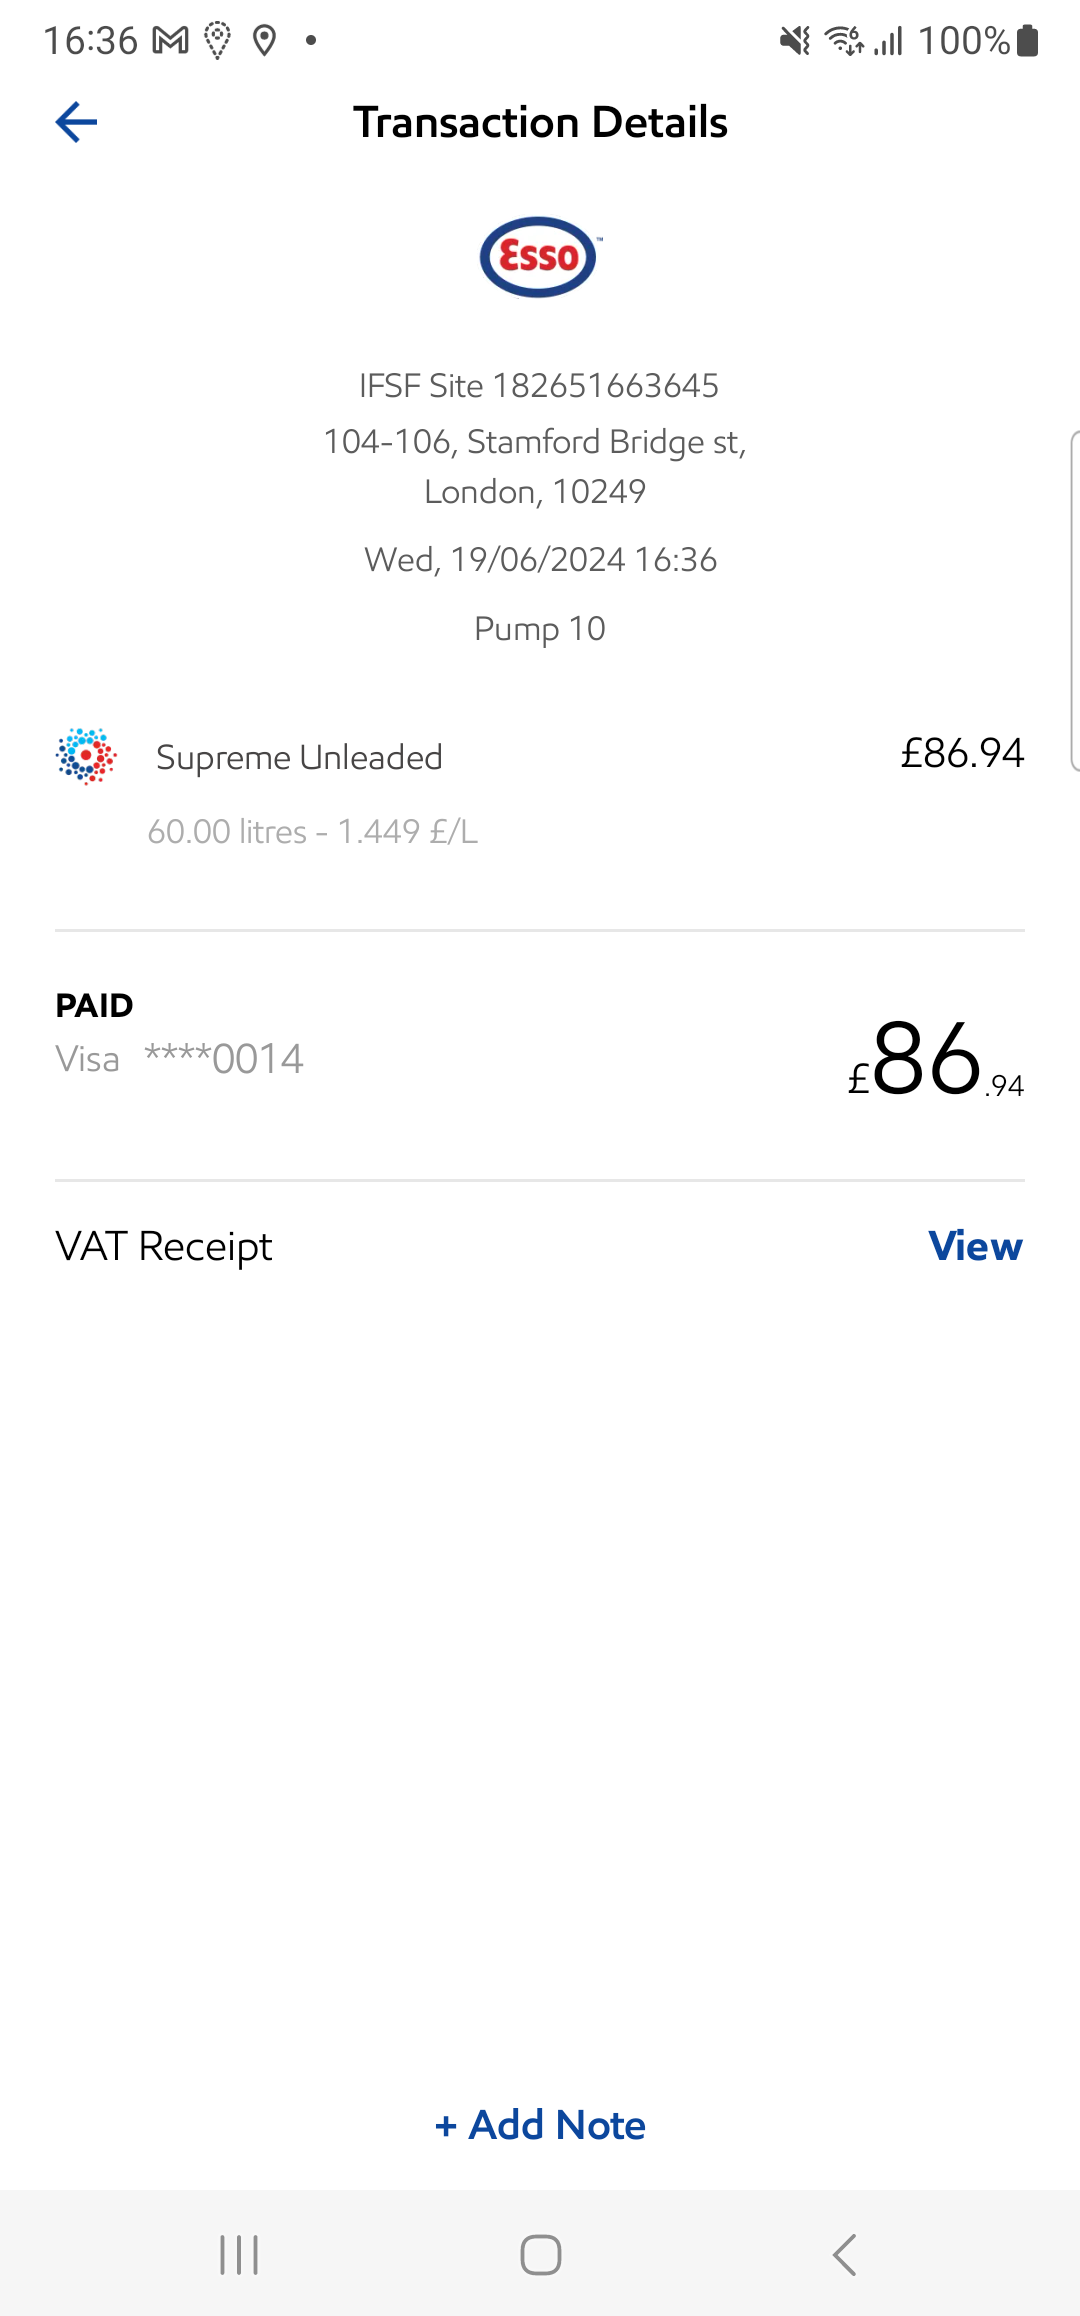 16:36
100%
Transaction Details
Esso
IFSF Site 182651663645
104-106, Stamford Bridge st,
London, 10249
Wed, 19/06/2024 16:36
Pump 10
Supreme Unleaded £86.94
60.00 litres - 1.449 £/L
PAID
Visa ****0014
£86.94
VAT Receipt View
+ Add Note